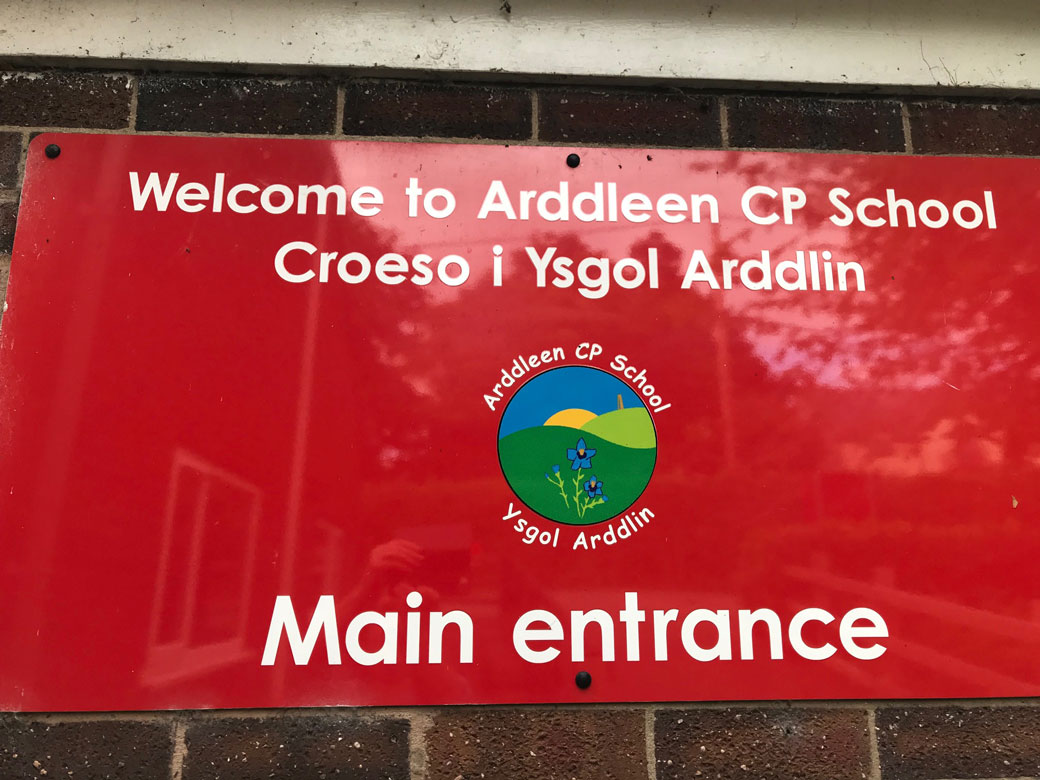 Welcome to Arddleen CP School
Croeso i Ysgol Arddlin
Arddleen CP School
Ysgol Arddlin
Main entrance